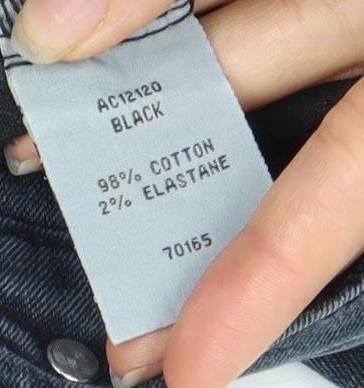 AC12120
BLACK
98% COTTON
2% ELASTANE
70165